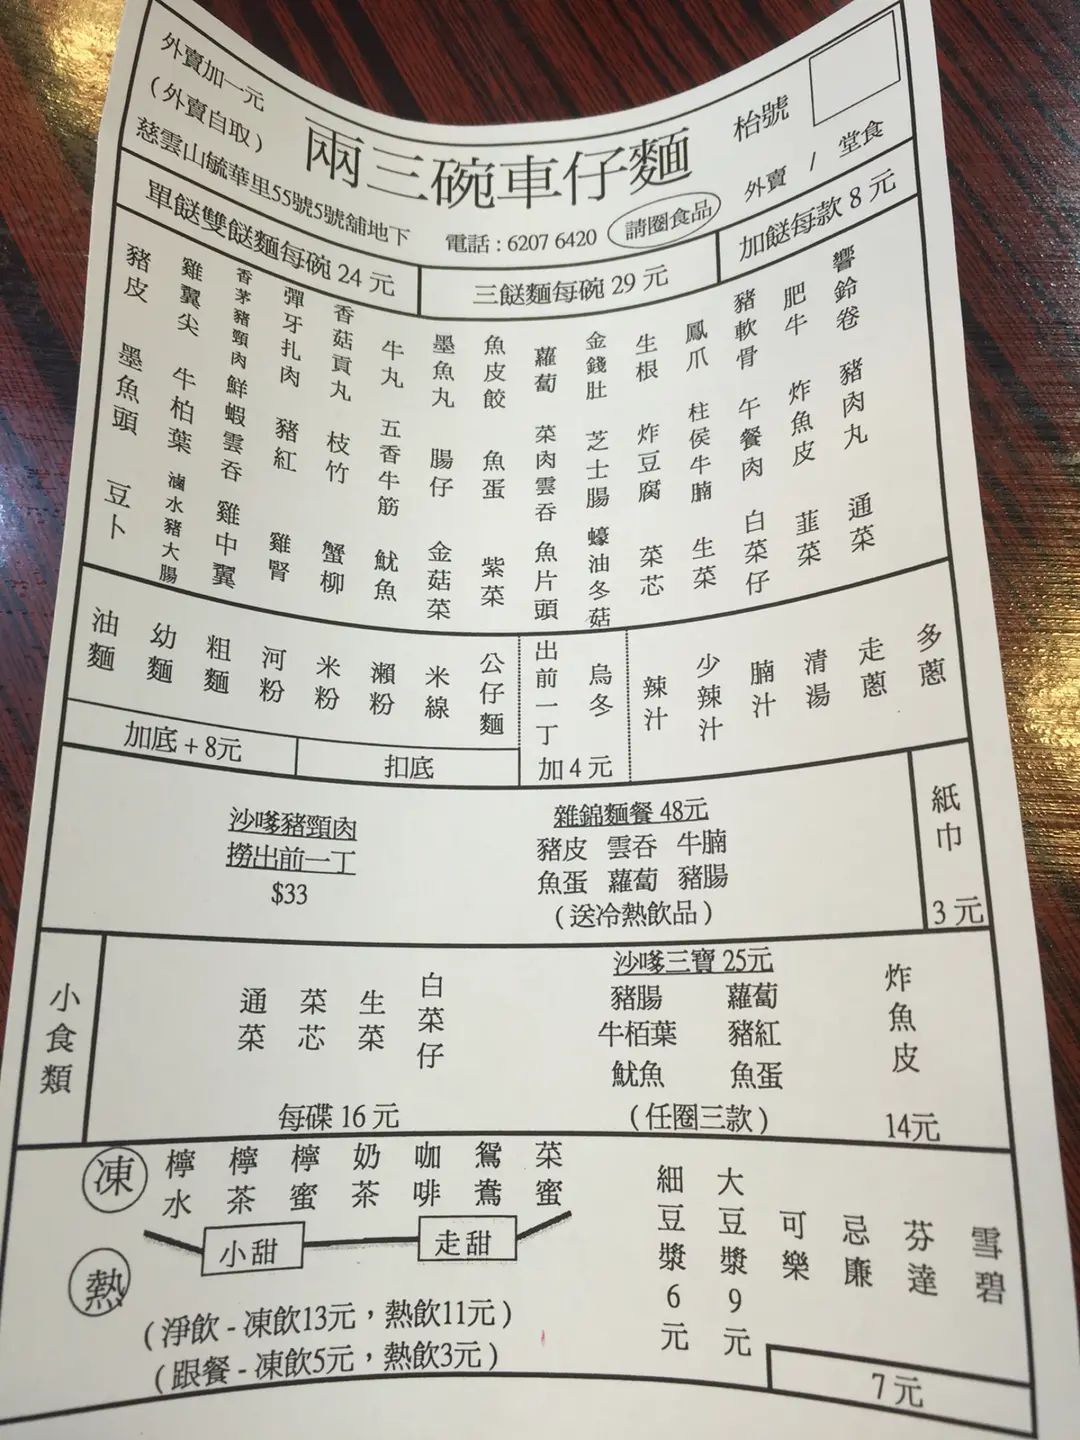 外賣加一元
(外賣自取)
兩三碗車仔麵
枱號
外賣 / 堂食
慈雲山毓華里55號5號舖地下
電話 : 6207 6420
請圈食品
單餸雙餸麵每碗 24 元
三餸麵每碗 29 元
加餸每款 8 元
豬皮 雞翼尖 香茅豬頸肉 彈牙扎肉 香菇貢丸 牛丸 墨魚丸 魚皮餃 蘿蔔 金錢肚 生根 鳳爪 豬軟骨 肥牛 響鈴卷
墨魚頭 牛柏葉 鮮蝦雲吞 豬紅 枝竹 五香牛筋 腸仔 魚蛋 菜肉雲吞 芝士腸 炸豆腐 柱侯牛腩 午餐肉 炸魚皮 豬肉丸
豆卜 滷水豬大腸 雞中翼 雞腎 蟹柳 魷魚 金菇菜 紫菜 魚片頭 蠔油冬菇 菜芯 生菜 白菜仔 韮菜 通菜
油麵 幼麵 粗麵 河粉 米粉 瀨粉 米線 公仔麵 出前一丁 烏冬 辣汁 少辣汁 腩汁 清湯 走蔥 多蔥
加底 + 8元
扣底
加 4 元
沙嗲豬頸肉
撈出前一丁
$33
雜錦麵餐 48元
豬皮 雲吞 牛腩
魚蛋 蘿蔔 豬腸
(送冷熱飲品)
紙巾
3 元
小食類
通菜 菜芯 生菜 白菜仔
每碟 16 元
沙嗲三寶 25元
豬腸 蘿蔔
牛栢葉 豬紅
魷魚 魚蛋
(任圈三款)
炸魚皮
14元
凍
熱
檸水 檸茶 檸蜜 奶茶 咖啡 鴛鴦 菜蜜
小甜
走甜
(淨飲 - 凍飲13元，熱飲11元)
(跟餐 - 凍飲5元，熱飲3元)
細豆漿6元
大豆漿9元
可樂 忌廉 芬達 雪碧
7 元